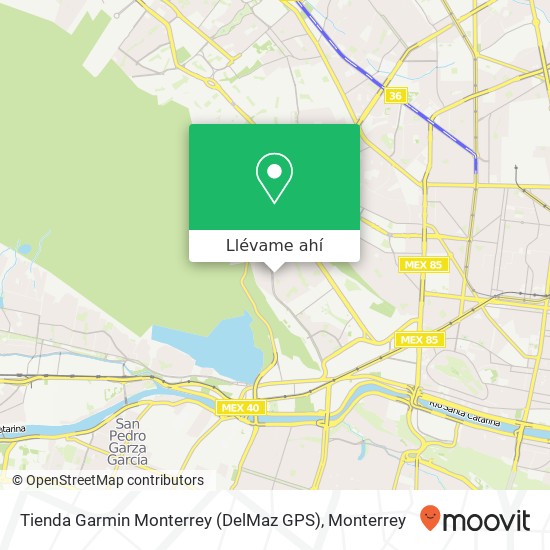 36
Llévame ahí
MEX 85
MEX 85
MEX 40
Río Santa Catarina
atarina
San
Pedro
Garza
García
© OpenStreetMap contributors
Tienda Garmin Monterrey (DelMaz GPS), Monterrey
moovit